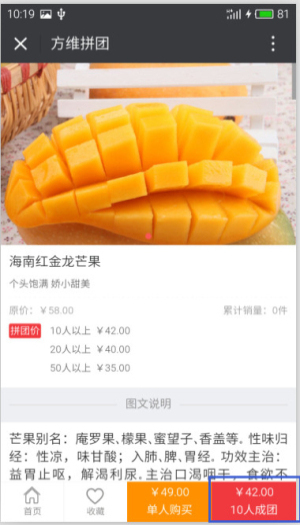 10:19 81
方维拼团
海南红金龙芒果
个头饱满 娇小甜美
原价：￥58.00 累计销量：0件
拼团价 10人以上 ￥42.00
20人以上 ￥40.00
50人以上 ￥35.00
图文说明
芒果别名：庵罗果、檬果、蜜望子、香盖等。性味归
经：性凉，味甘酸；入肺、脾、胃经。功效主治：
益胃止呕，解渴利尿。主治口渴咽干，食欲不
￥49.00 ￥42.00
首页 收藏 单人购买 10人成团